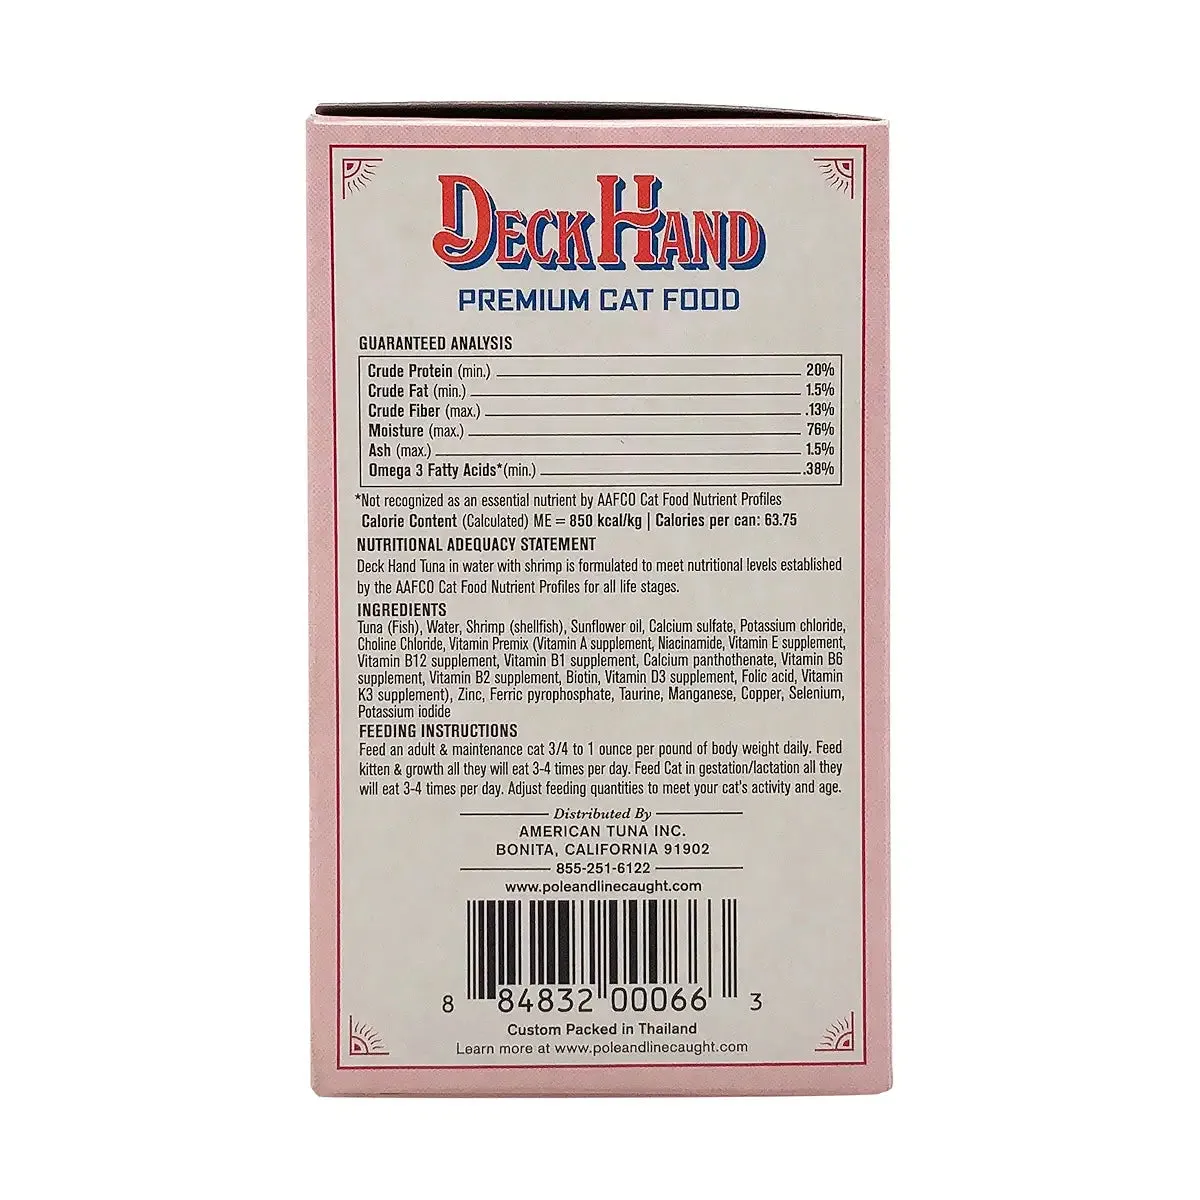 DECK HAND
PREMIUM CAT FOOD
GUARANTEED ANALYSIS
Crude Protein (min.) 20%
Crude Fat (min.) 1.5%
Crude Fiber (max.) .13%
Moisture (max.) 76%
Ash (max.) 1.5%
Omega 3 Fatty Acids*(min.) .38%
*Not recognized as an essential nutrient by AAFCO Cat Food Nutrient Profiles
Calorie Content (Calculated) ME = 850 kcal/kg | Calories per can: 63.75
NUTRITIONAL ADEQUACY STATEMENT
Deck Hand Tuna in water with shrimp is formulated to meet nutritional levels established
by the AAFCO Cat Food Nutrient Profiles for all life stages.
INGREDIENTS
Tuna (Fish), Water, Shrimp (shellfish), Sunflower oil, Calcium sulfate, Potassium chloride,
Choline Chloride, Vitamin Premix (Vitamin A supplement, Niacinamide, Vitamin E supplement,
Vitamin B12 supplement, Vitamin B1 supplement, Calcium panthothenate, Vitamin B6
supplement, Vitamin B2 supplement, Biotin, Vitamin D3 supplement, Folic acid, Vitamin
K3 supplement), Zinc, Ferric pyrophosphate, Taurine, Manganese, Copper, Selenium,
Potassium iodide
FEEDING INSTRUCTIONS
Feed an adult & maintenance cat 3/4 to 1 ounce per pound of body weight daily. Feed
kitten & growth all they will eat 3-4 times per day. Feed Cat in gestation/lactation all they
will eat 3-4 times per day. Adjust feeding quantities to meet your cat's activity and age.
Distributed By
AMERICAN TUNA INC.
BONITA, CALIFORNIA 91902
855-251-6122
www.poleandlinecaught.com
8 84832 00066 3
Custom Packed in Thailand
Learn more at www.poleandlinecaught.com